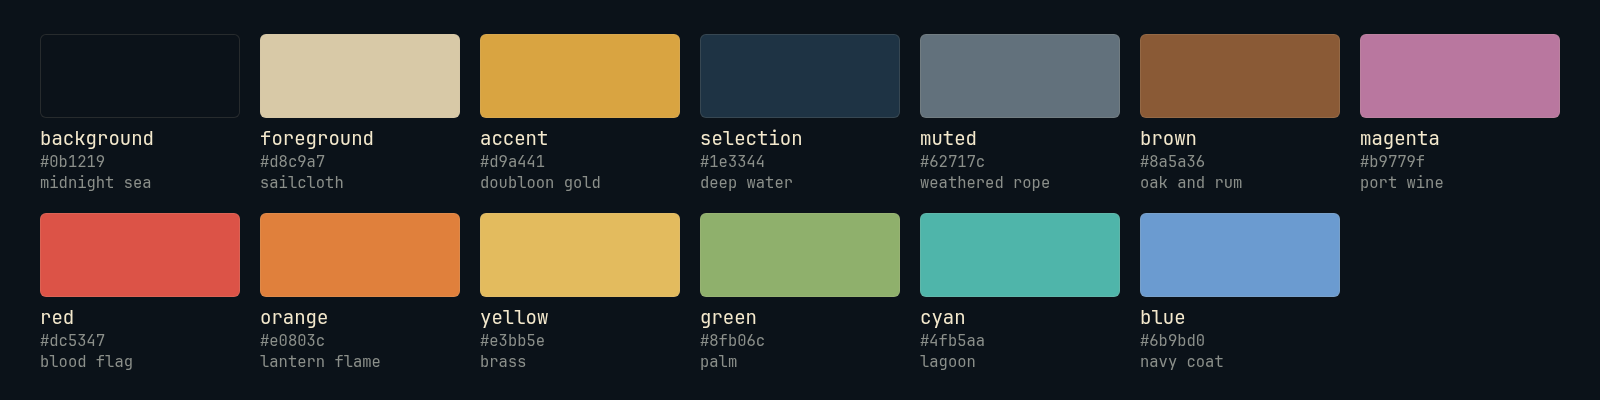 background
#0b1219
midnight sea
foreground
#d8c9a7
sailcloth
accent
#d9a441
doubloon gold
selection
#1e3344
deep water
muted
#62717c
weathered rope
brown
#8a5a36
oak and rum
magenta
#b9779f
port wine
red
#dc5347
blood flag
orange
#e0803c
lantern flame
yellow
#e3bb5e
brass
green
#8fb06c
palm
cyan
#4fb5aa
lagoon
blue
#6b9bd0
navy coat